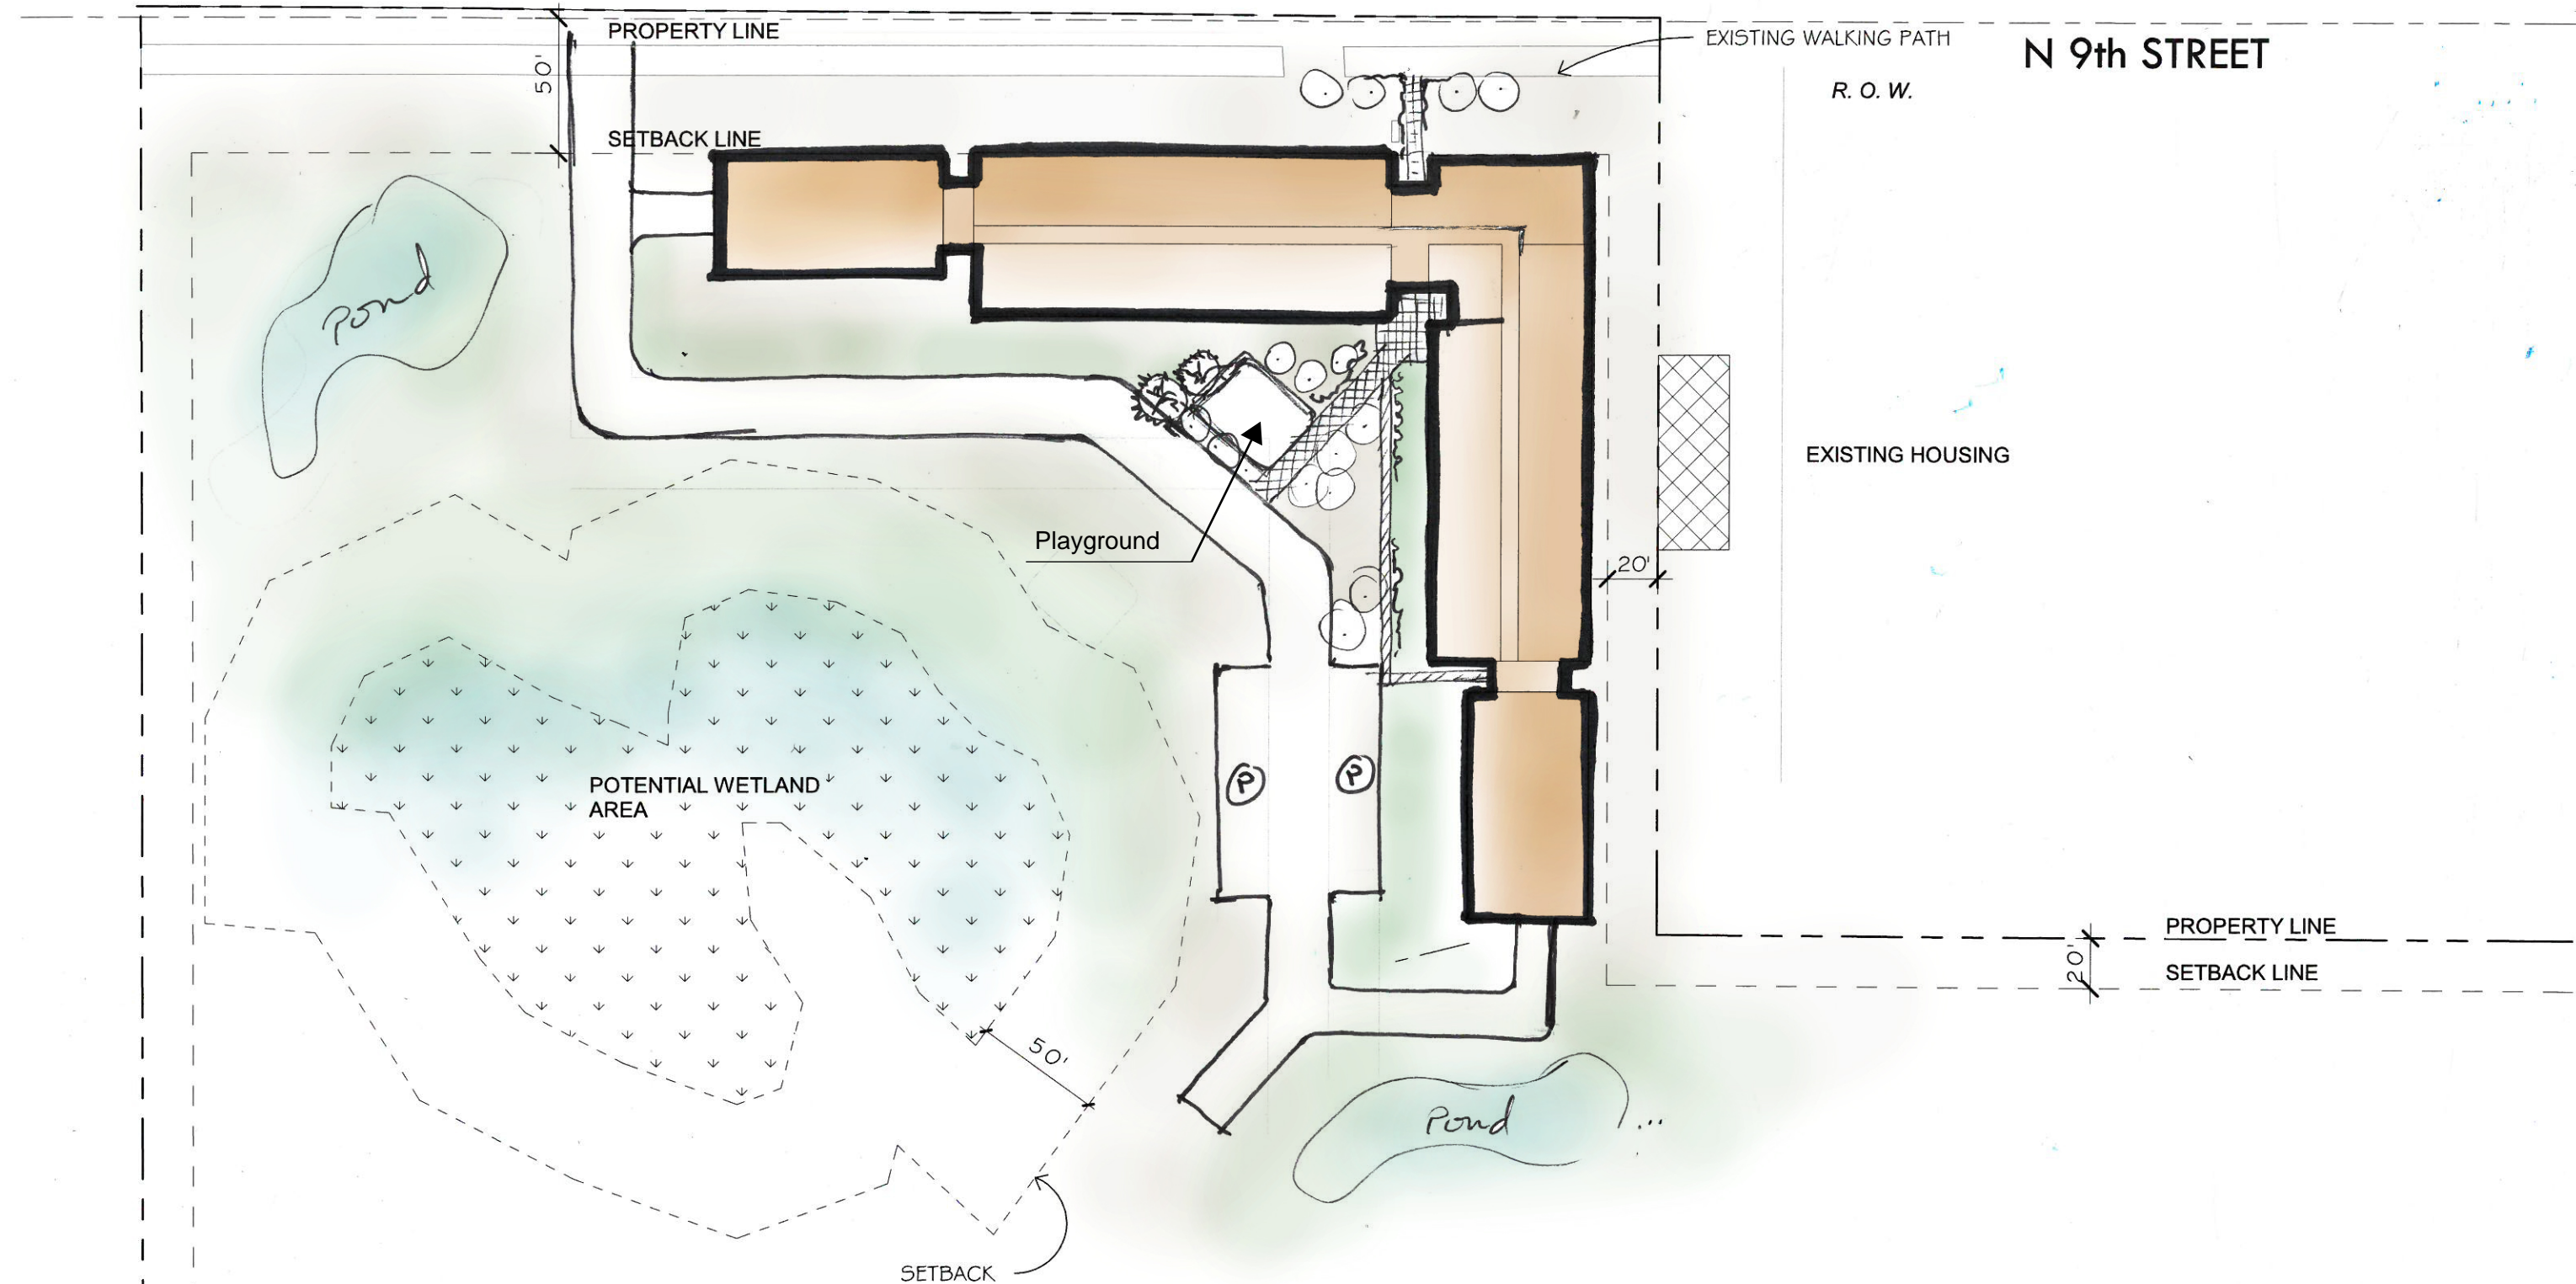 PROPERTY LINE
EXISTING WALKING PATH
N 9th STREET
50'
R. O. W.
SETBACK LINE
Pond
EXISTING HOUSING
Playground
20'
POTENTIAL WETLAND
AREA
P
P
PROPERTY LINE
20'
SETBACK LINE
50'
Pond
...
SETBACK